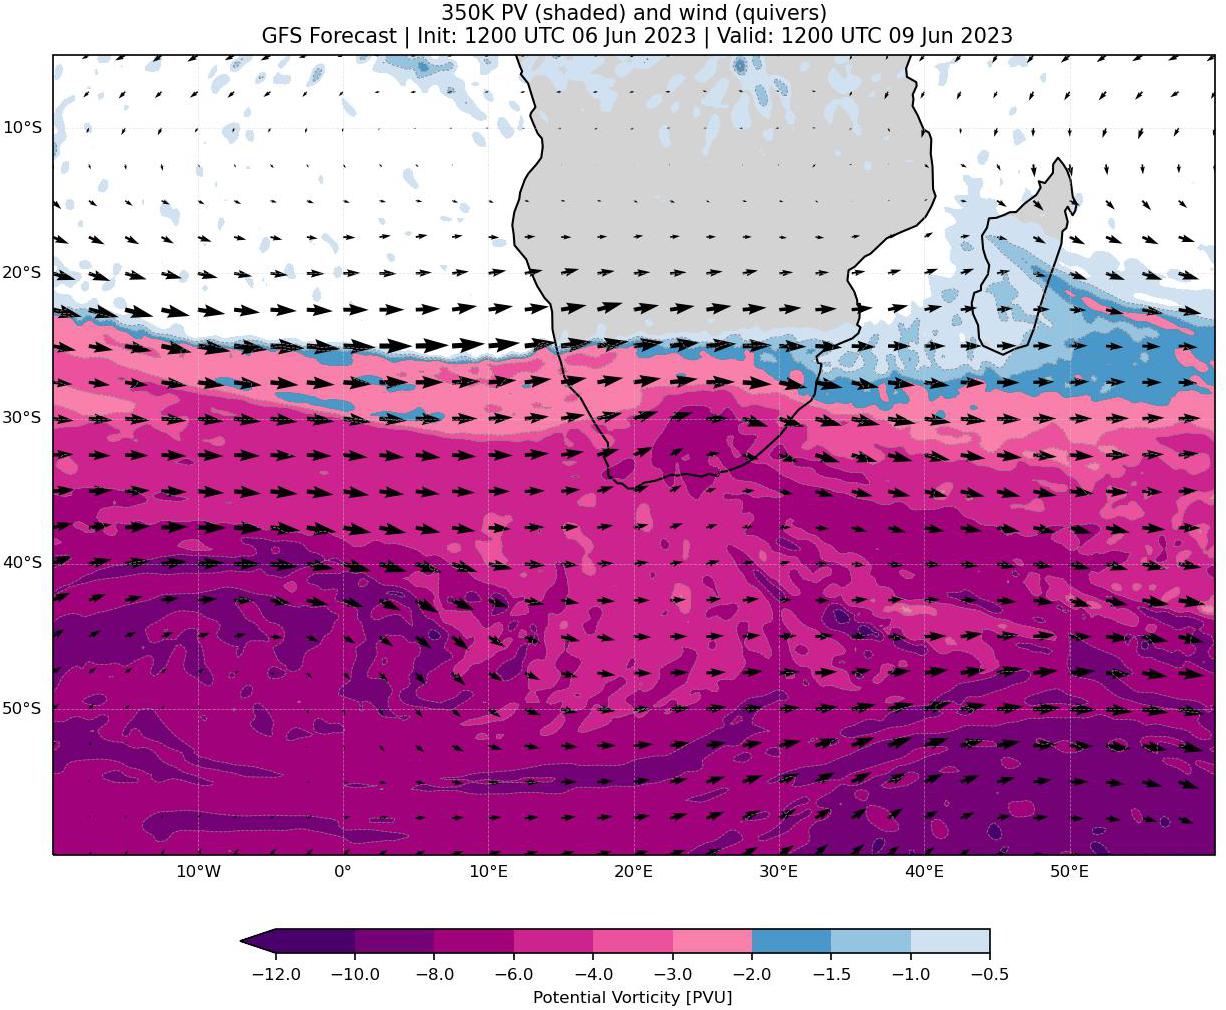 350K PV (shaded) and wind (quivers)
GFS Forecast | Init: 1200 UTC 06 Jun 2023 | Valid: 1200 UTC 09 Jun 2023
10°S
20°S
30°S
40°S
50°S
10°W 0° 10°E 20°E 30°E 40°E 50°E
−12.0 −10.0 −8.0 −6.0 −4.0 −3.0 −2.0 −1.5 −1.0 −0.5
Potential Vorticity [PVU]